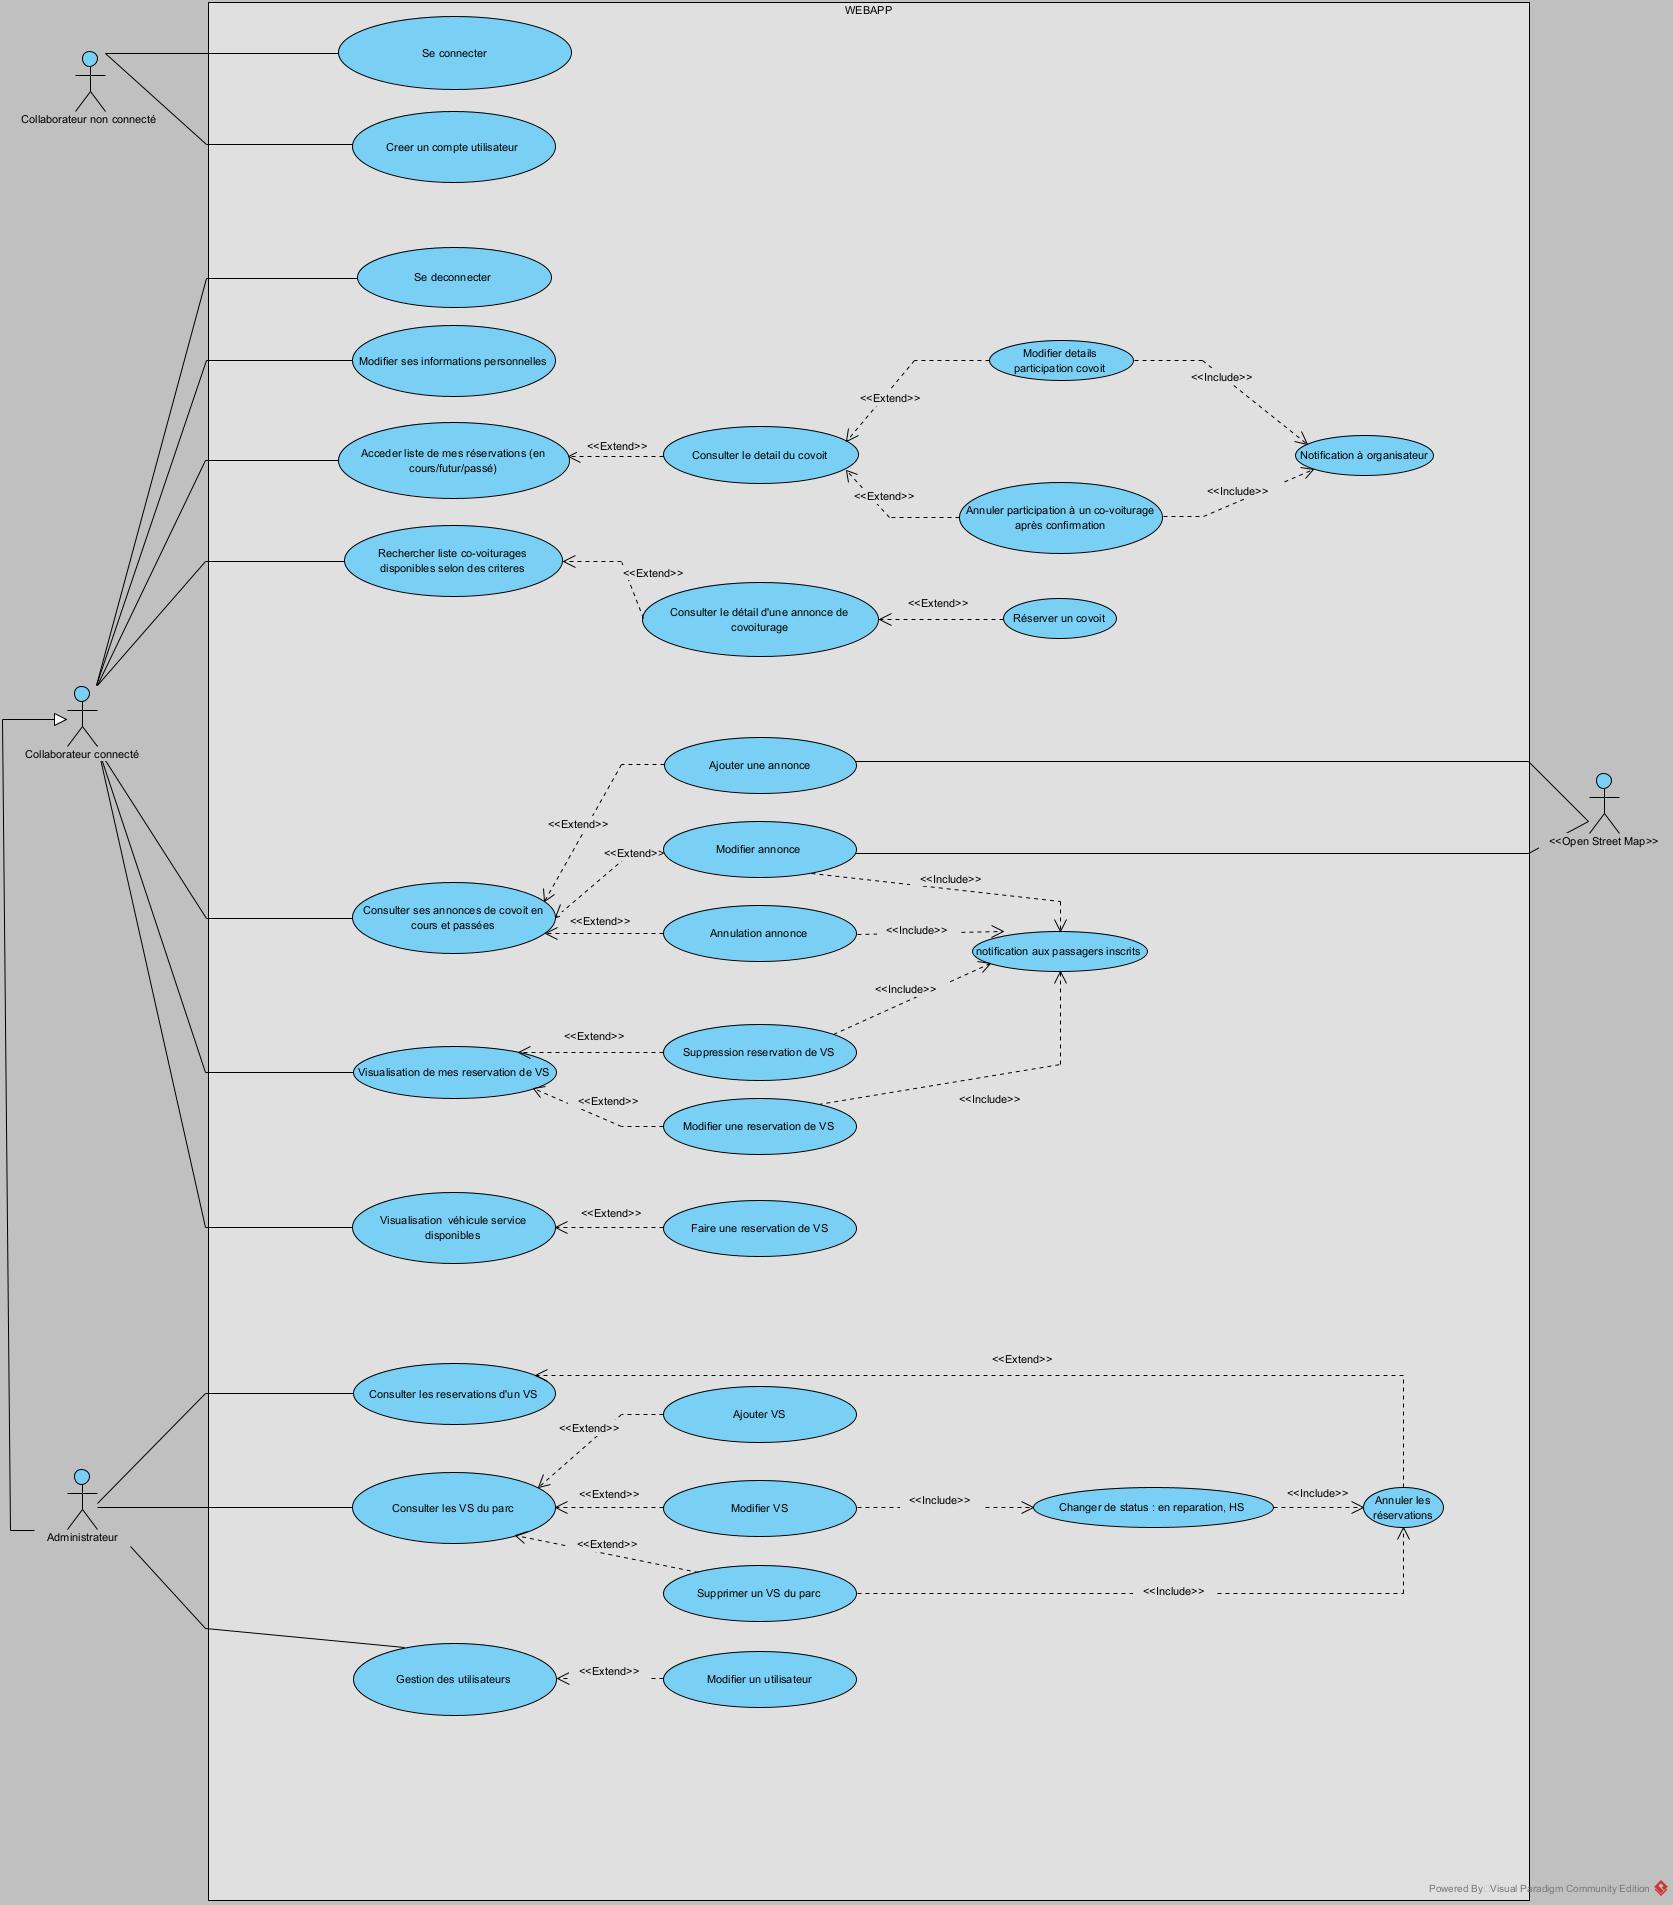 WEBAPP
Se connecter
Collaborateur non connecté
Creer un compte utilisateur
Se deconnecter
Modifier ses informations personnelles
Modifier details
participation covoit
<<Include>>
<<Extend>>
Acceder liste de mes réservations (en
cours/futur/passé)
<<Extend>>
Consulter le detail du covoit
Notification à organisateur
<<Extend>>
<<Include>>
Annuler participation à un co-voiturage
après confirmation
Rechercher liste co-voiturages
disponibles selon des criteres
<<Extend>>
Consulter le détail d'une annonce de
covoiturage
<<Extend>>
Réserver un covoit
Collaborateur connecté
Ajouter une annonce
<<Extend>>
<<Open Street Map>>
<<Extend>>
Modifier annonce
<<Include>>
Consulter ses annonces de covoit en
cours et passées
<<Extend>>
Annulation annonce
<<Include>>
notification aux passagers inscrits
<<Include>>
<<Extend>>
Suppression reservation de VS
Visualisation de mes reservation de VS
<<Extend>>
<<Include>>
Modifier une reservation de VS
Visualisation  véhicule service
disponibles
<<Extend>>
Faire une reservation de VS
<<Extend>>
Consulter les reservations d'un VS
Ajouter VS
<<Extend>>
Consulter les VS du parc
<<Extend>>
Modifier VS
<<Include>>
Changer de status : en reparation, HS
<<Include>>
Annuler les
réservations
Administrateur
<<Extend>>
Supprimer un VS du parc
<<Include>>
Gestion des utilisateurs
<<Extend>>
Modifier un utilisateur
Powered By Visual Paradigm Community Edition